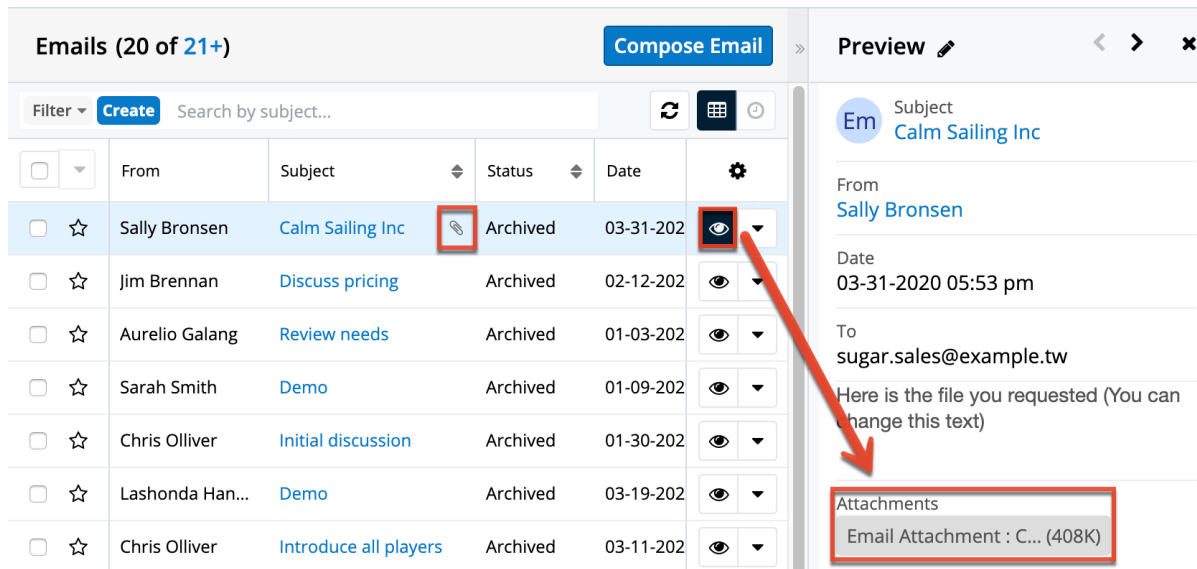 Emails (20 of 21+)
Compose Email
Filter
Create
Search by subject...
From Subject Status Date
Sally Bronsen Calm Sailing Inc Archived 03-31-202
Jim Brennan Discuss pricing Archived 02-12-202
Aurelio Galang Review needs Archived 01-03-202
Sarah Smith Demo Archived 01-09-202
Chris Olliver Initial discussion Archived 01-30-202
Lashonda Han... Demo Archived 03-19-202
Chris Olliver Introduce all players Archived 03-11-202
Preview
Em
Subject
Calm Sailing Inc
From
Sally Bronsen
Date
03-31-2020 05:53 pm
To
sugar.sales@example.tw
Here is the file you requested (You can
change this text)
Attachments
Email Attachment : C... (408K)